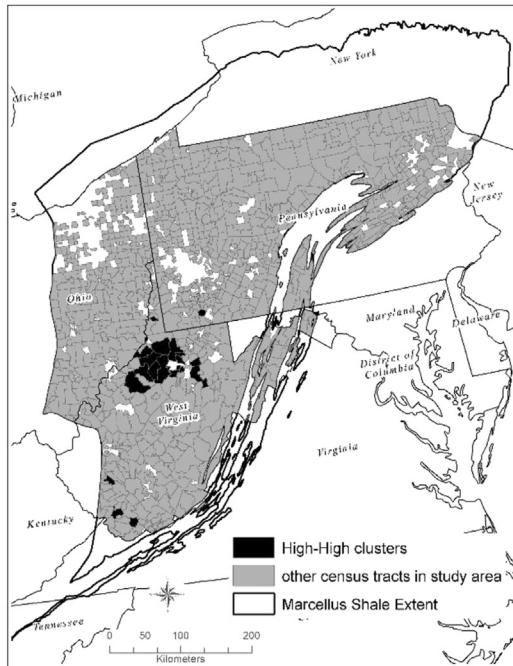 New York
Michigan
New
Jersey
Pennsylvania
Ohio
Maryland
Delaware
District of
Columbia
West
Virginia
Virginia
Kentucky
High-High clusters
other census tracts in study area
Marcellus Shale Extent
Tennessee
0 50 100 200
Kilometers